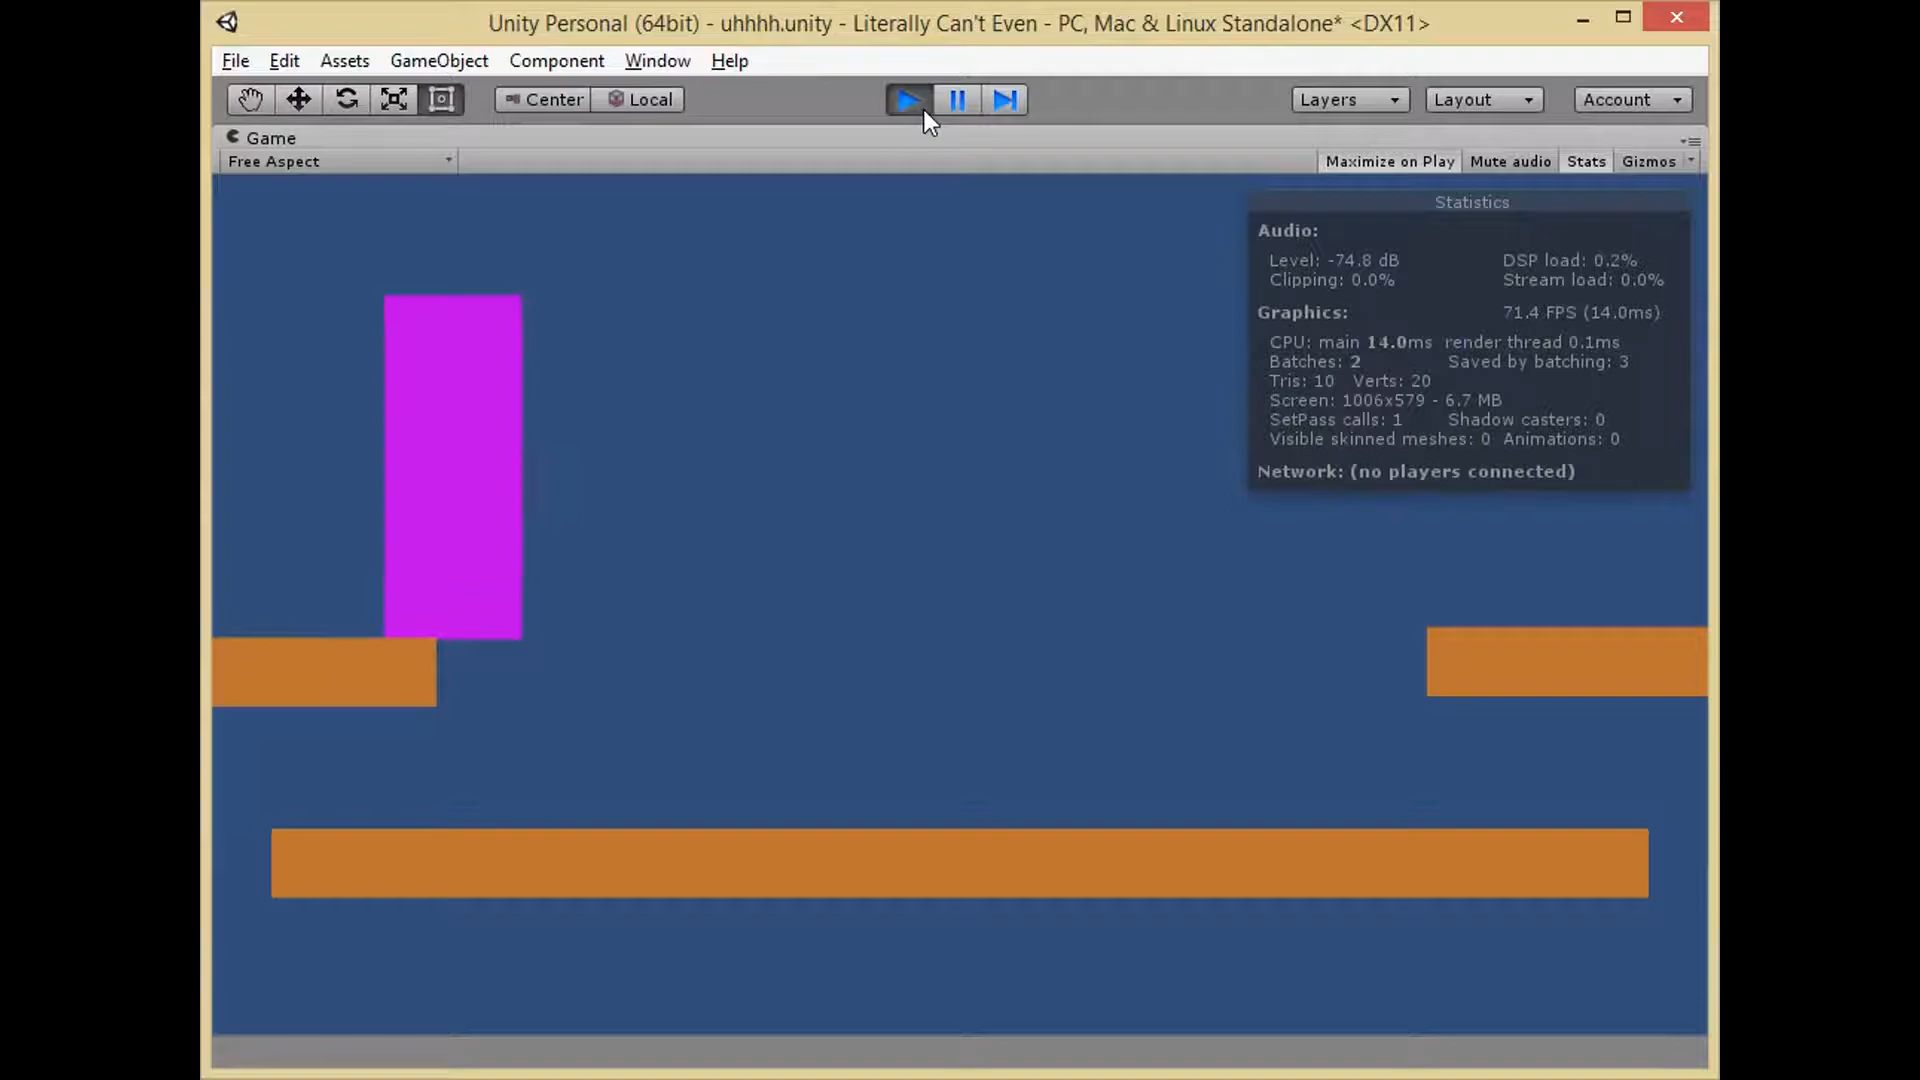 Unity Personal (64bit) - uhhhh.unity - Literally Can't Even - PC, Mac & Linux Standalone* <DX11>
File Edit Assets GameObject Component Window Help
Center Local Layers Layout Account
Game
Free Aspect Maximize on Play Mute audio Stats Gizmos
Statistics
Audio:
Level: -74.8 dB DSP load: 0.2%
Clipping: 0.0% Stream load: 0.0%
Graphics: 71.4 FPS (14.0ms)
CPU: main 14.0ms render thread 0.1ms
Batches: 2 Saved by batching: 3
Tris: 10 Verts: 20
Screen: 1006x579 - 6.7 MB
SetPass calls: 1 Shadow casters: 0
Visible skinned meshes: 0 Animations: 0
Network: (no players connected)